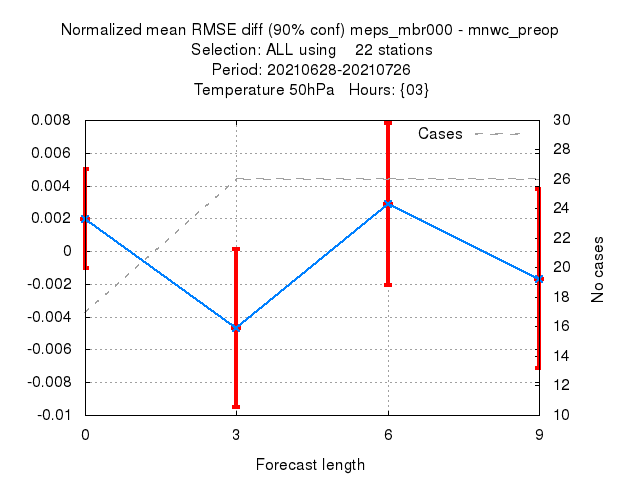 Normalized mean RMSE diff (90% conf) meps_mbr000 - mnwc_preop
Selection: ALL using    22 stations
Period: 20210628-20210726
Temperature 50hPa   Hours: {03}
Cases
0.008
0.006
0.004
0.002
0
-0.002
-0.004
-0.006
-0.008
-0.01
30
28
26
24
22
20
18
16
14
12
10
No cases
0 3 6 9
Forecast length